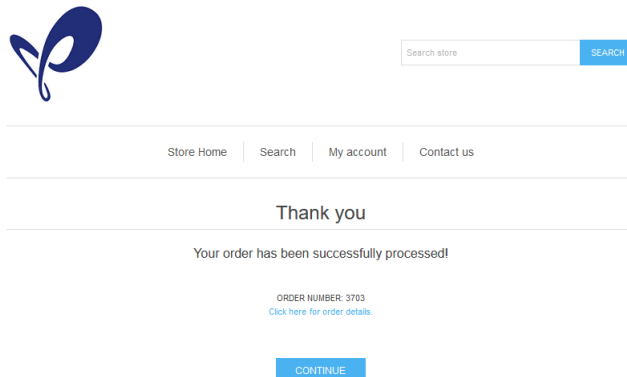 Search store
SEARCH
Store Home
Search
My account
Contact us
Thank you
Your order has been successfully processed!
ORDER NUMBER: 3703
Click here for order details.
CONTINUE